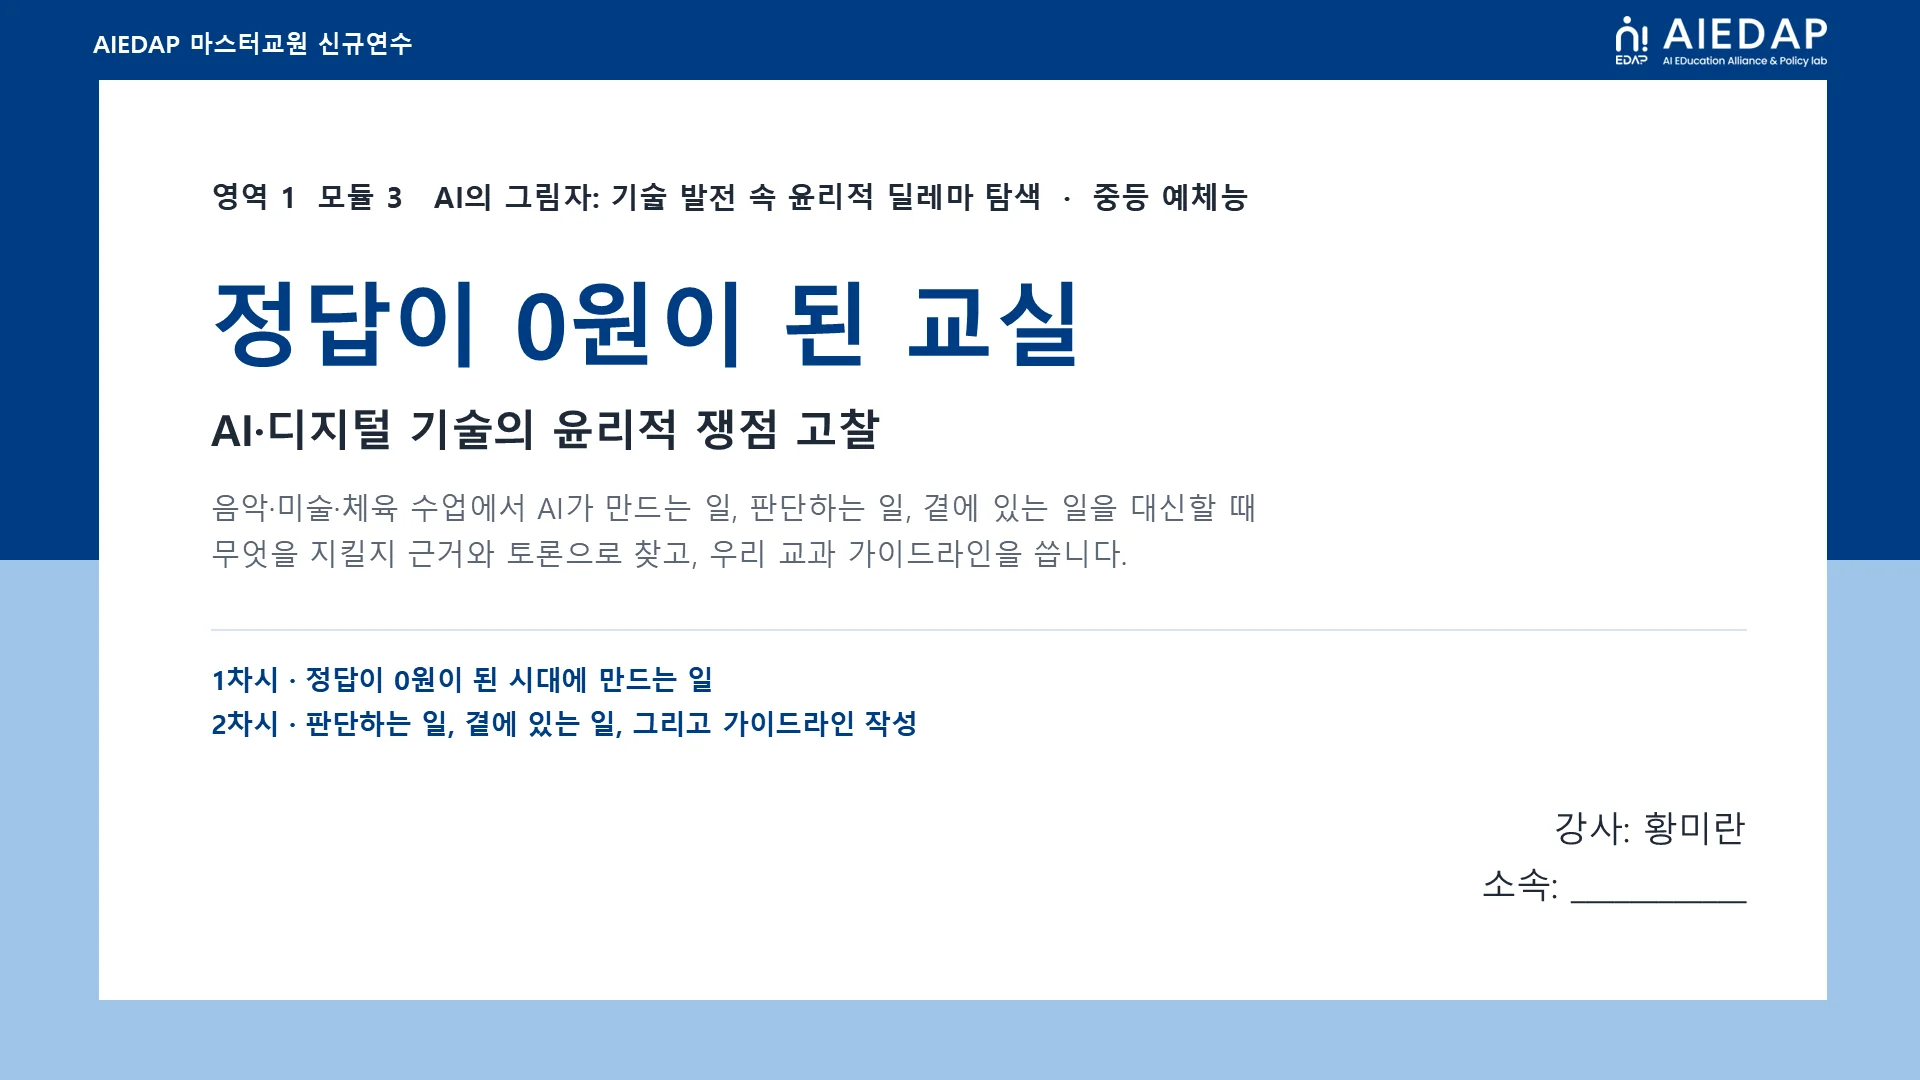 AIEDAP 마스터교원 신규연수
EDAP
AIEDAP
AI EDucation Alliance & Policy lab
영역 1 모듈 3 AI의 그림자: 기술 발전 속 윤리적 딜레마 탐색 · 중등 예체능
정답이 0원이 된 교실
AI·디지털 기술의 윤리적 쟁점 고찰
음악·미술·체육 수업에서 AI가 만드는 일, 판단하는 일, 곁에 있는 일을 대신할 때
무엇을 지킬지 근거와 토론으로 찾고, 우리 교과 가이드라인을 씁니다.
1차시 · 정답이 0원이 된 시대에 만드는 일
2차시 · 판단하는 일, 곁에 있는 일, 그리고 가이드라인 작성
강사: 황미란
소속: __________